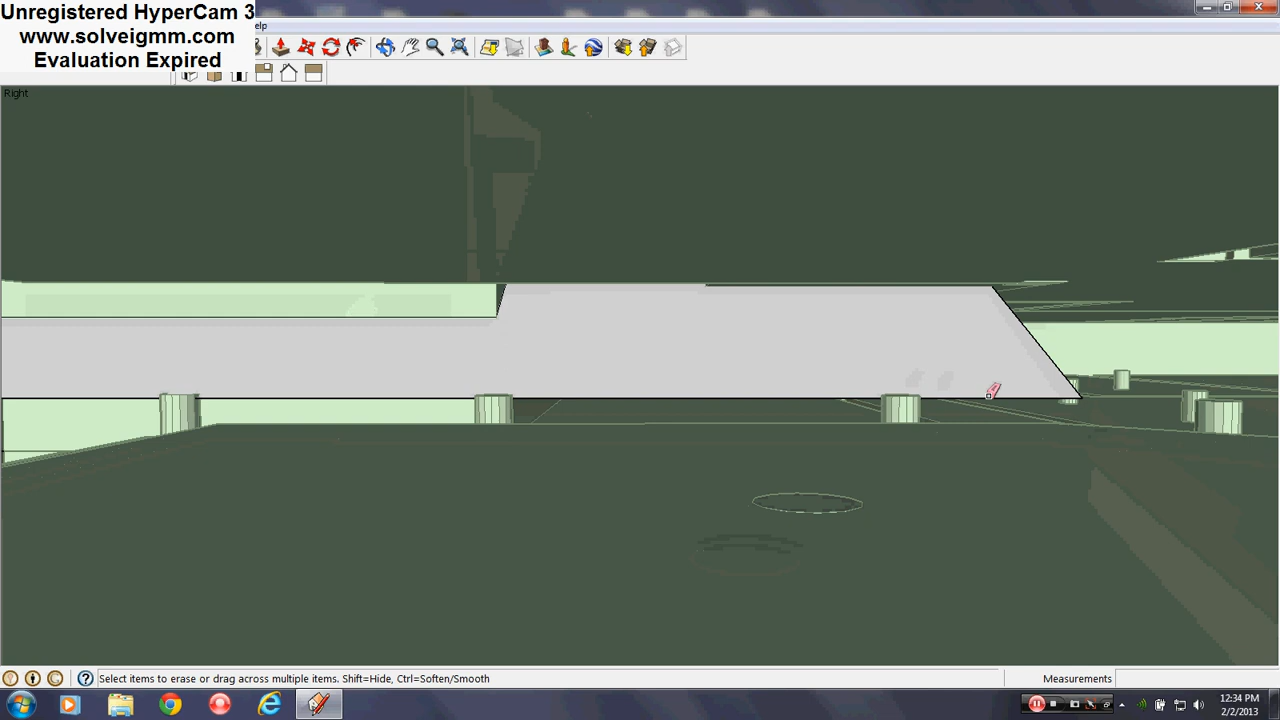 Unregistered HyperCam 3
www.solveigmm.com
Evaluation Expired
elp
Right
Select items to erase or drag across multiple items. Shift=Hide, Ctrl=Soften/Smooth
Measurements
12:34 PM
2/2/2013